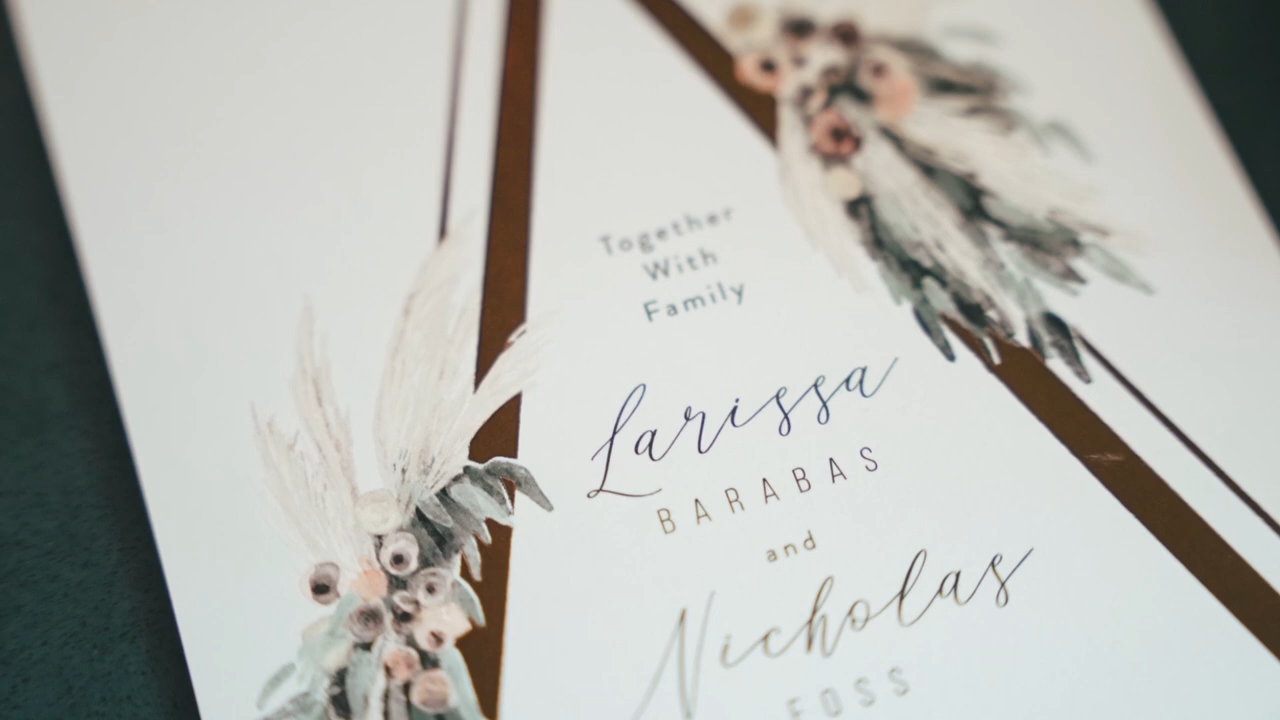 Together
With
Family
Larissa
BARABAS
and
Nicholas
FOSS